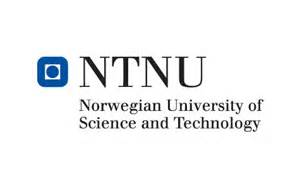 NTNU
Norwegian University of
Science and Technology